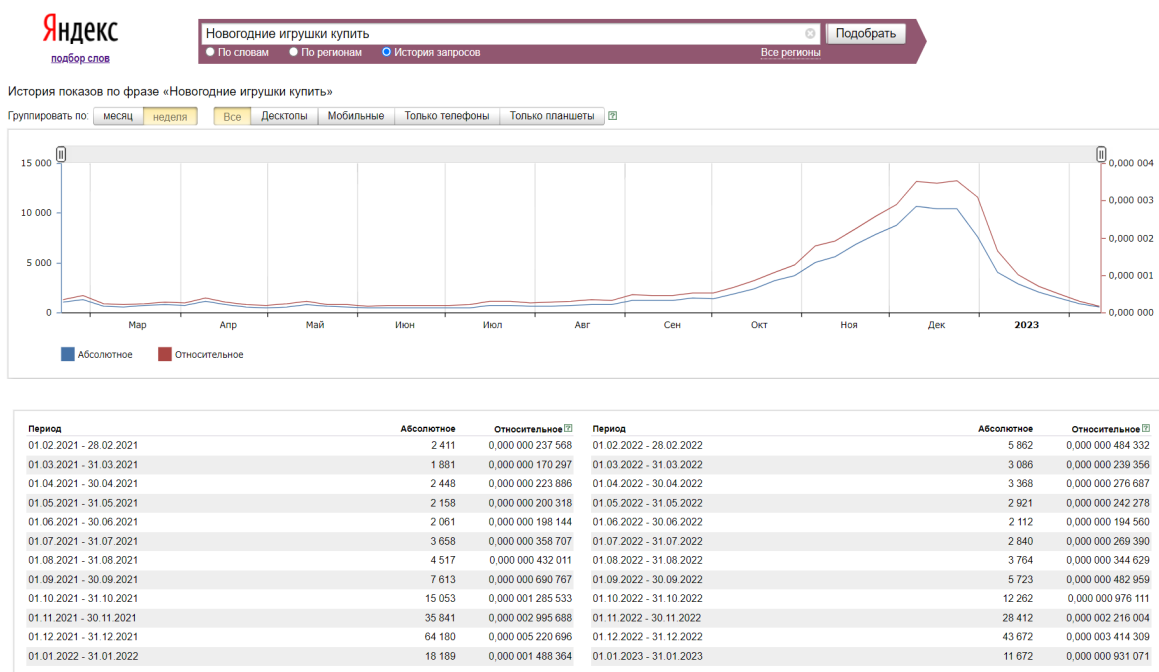 Яндекс
подбор слов
Новогодние игрушки купить
Подобрать
По словам По регионам История запросов Все регионы
История показов по фразе «Новогодние игрушки купить»
Группировать по: месяц неделя Все Десктопы Мобильные Только телефоны Только планшеты ?
15 000
10 000
5 000
0
0,000 004
0,000 003
0,000 002
0,000 001
0,000 000
Мар Апр Май Июн Июл Авг Сен Окт Ноя Дек 2023
Абсолютное Относительное
Период Абсолютное Относительное ? Период Абсолютное Относительное ?
01.02.2021 - 28.02.2021 2 411 0,000 000 237 568 01.02.2022 - 28.02.2022 5 862 0,000 000 484 332
01.03.2021 - 31.03.2021 1 881 0,000 000 170 297 01.03.2022 - 31.03.2022 3 086 0,000 000 239 356
01.04.2021 - 30.04.2021 2 448 0,000 000 223 886 01.04.2022 - 30.04.2022 3 368 0,000 000 276 687
01.05.2021 - 31.05.2021 2 158 0,000 000 200 318 01.05.2022 - 31.05.2022 2 921 0,000 000 242 278
01.06.2021 - 30.06.2021 2 061 0,000 000 198 144 01.06.2022 - 30.06.2022 2 112 0,000 000 194 560
01.07.2021 - 31.07.2021 3 658 0,000 000 358 707 01.07.2022 - 31.07.2022 2 840 0,000 000 269 390
01.08.2021 - 31.08.2021 4 517 0,000 000 432 011 01.08.2022 - 31.08.2022 3 764 0,000 000 344 629
01.09.2021 - 30.09.2021 7 613 0,000 000 690 767 01.09.2022 - 30.09.2022 5 723 0,000 000 482 959
01.10.2021 - 31.10.2021 15 053 0,000 001 285 533 01.10.2022 - 31.10.2022 12 262 0,000 000 976 111
01.11.2021 - 30.11.2021 35 841 0,000 002 995 688 01.11.2022 - 30.11.2022 28 412 0,000 002 216 004
01.12.2021 - 31.12.2021 64 180 0,000 005 220 696 01.12.2022 - 31.12.2022 43 672 0,000 003 414 309
01.01.2022 - 31.01.2022 18 189 0,000 001 488 364 01.01.2023 - 31.01.2023 11 672 0,000 000 931 071